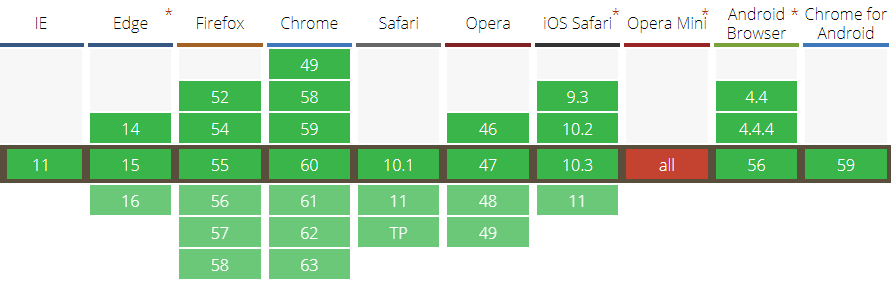 IE Edge * Firefox Chrome Safari Opera iOS Safari * Opera Mini * Android Browser * Chrome for Android
49
52 58 9.3 4.4
14 54 59 46 10.2 4.4.4
11 15 55 60 10.1 47 10.3 all 56 59
16 56 61 11 48 11
57 62 TP 49
58 63